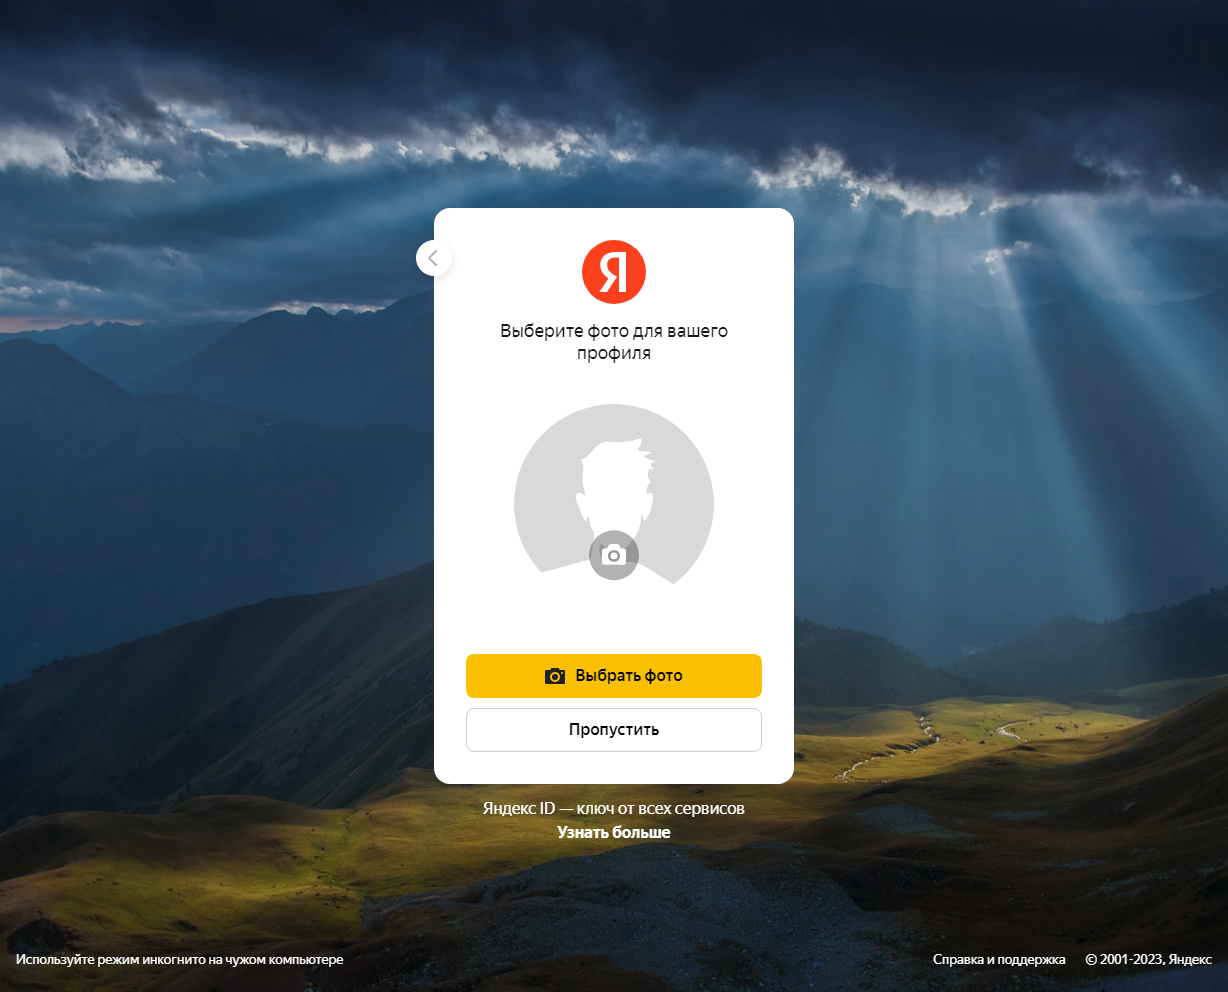 Я
Выберите фото для вашего
профиля
Выбрать фото
Пропустить
Яндекс ID — ключ от всех сервисов
Узнать больше
Используйте режим инкогнито на чужом компьютере
Справка и поддержка
© 2001-2023, Яндекс